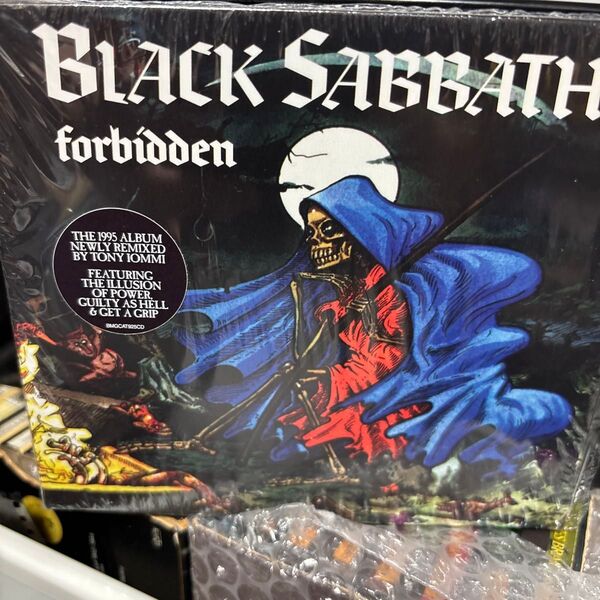 BLACK SABBATH
forbidden
THE 1995 ALBUM
NEWLY REMIXED
BY TONY IOMMI
FEATURING
THE ILLUSION
OF POWER,
GUILTY AS HELL
& GET A GRIP
BMGCAT925CD